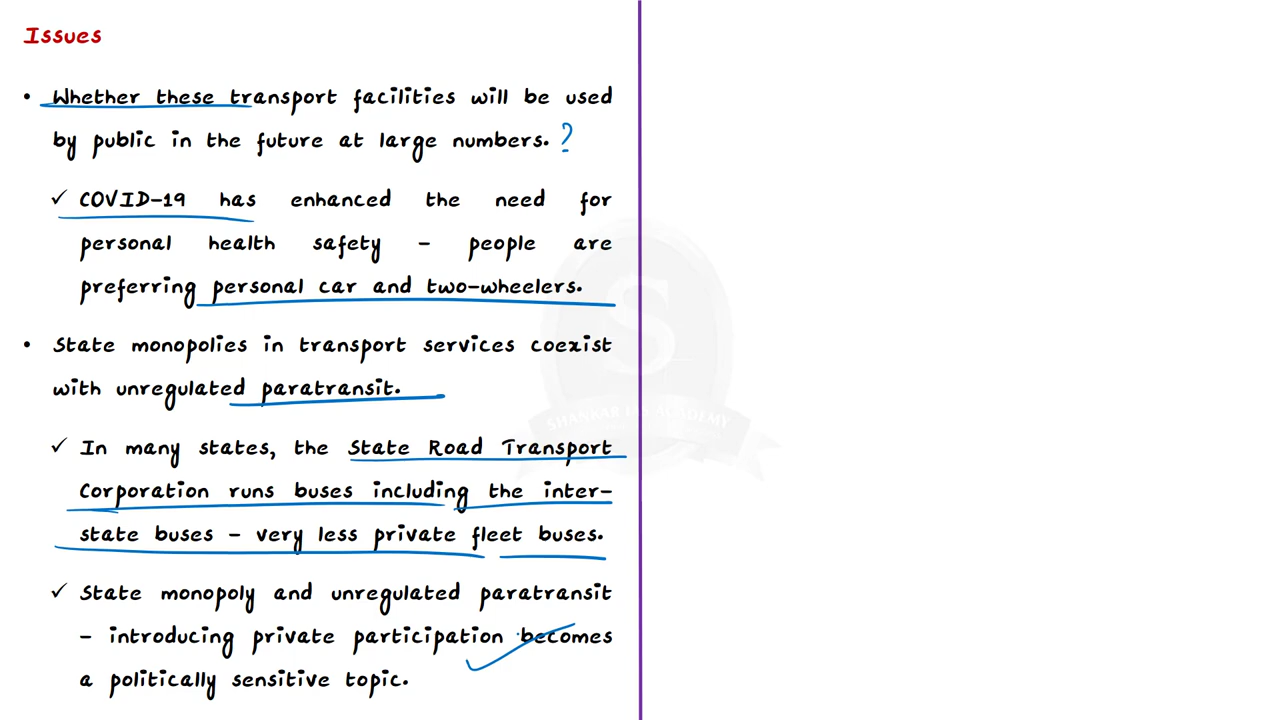 Issues
• Whether these transport facilities will be used
by public in the future at large numbers. ?
✓ COVID-19 has enhanced the need for
personal health safety - people are
preferring personal car and two-wheelers.
• State monopolies in transport services coexist
with unregulated paratransit.
✓ In many states, the State Road Transport
Corporation runs buses including the inter-
state buses - very less private fleet buses.
✓ State monopoly and unregulated paratransit
- introducing private participation becomes
a politically sensitive topic.
SHANKAR IAS ACADEMY